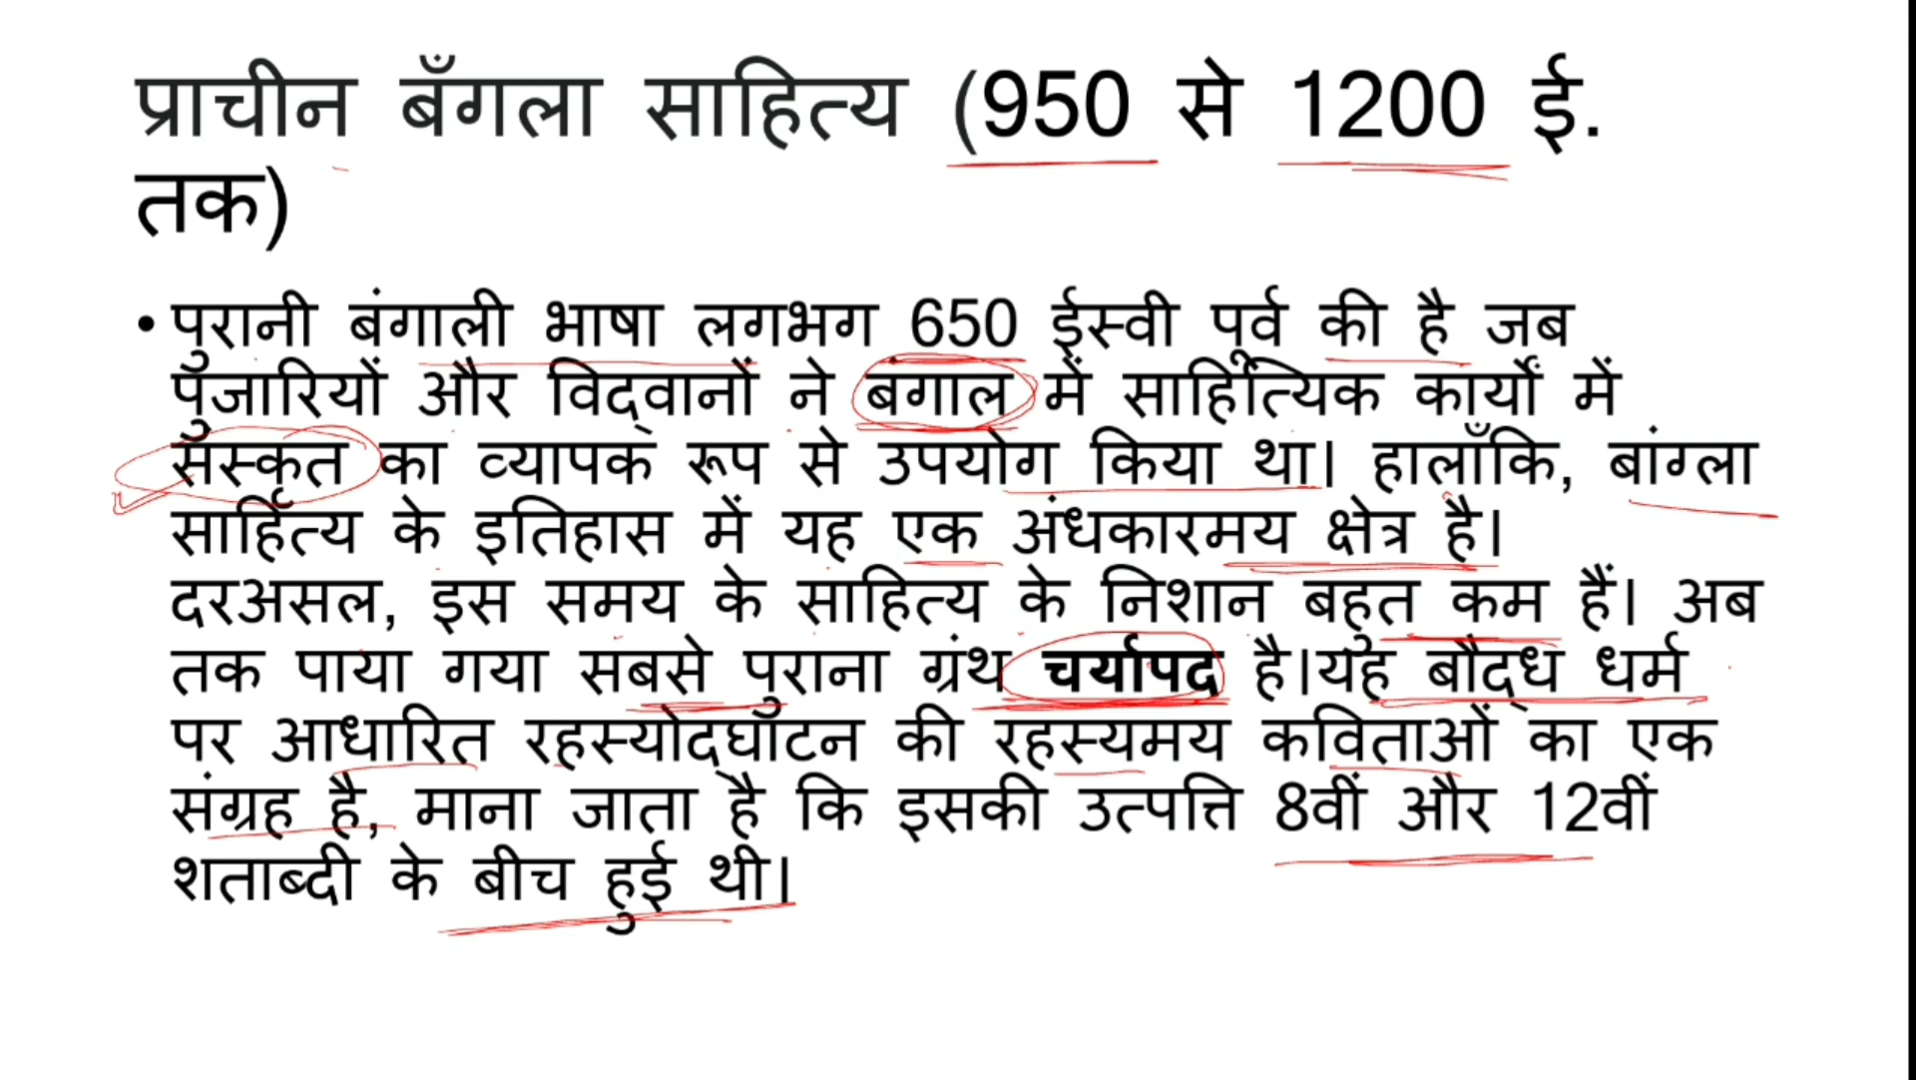 प्राचीन बँगला साहित्य (950 से 1200 ई.
तक)
• पुरानी बंगाली भाषा लगभग 650 ईस्वी पूर्व की है जब
पुजारियों और विद्वानों ने बंगाल में साहित्यिक कार्यों में
संस्कृत का व्यापक रूप से उपयोग किया था। हालाँकि, बांग्ला
साहित्य के इतिहास में यह एक अंधकारमय क्षेत्र है।
दरअसल, इस समय के साहित्य के निशान बहुत कम हैं। अब
तक पाया गया सबसे पुराना ग्रंथ चर्यापद है।यह बौद्ध धर्म
पर आधारित रहस्योद्घाटन की रहस्यमय कविताओं का एक
संग्रह है, माना जाता है कि इसकी उत्पत्ति 8वीं और 12वीं
शताब्दी के बीच हुई थी।